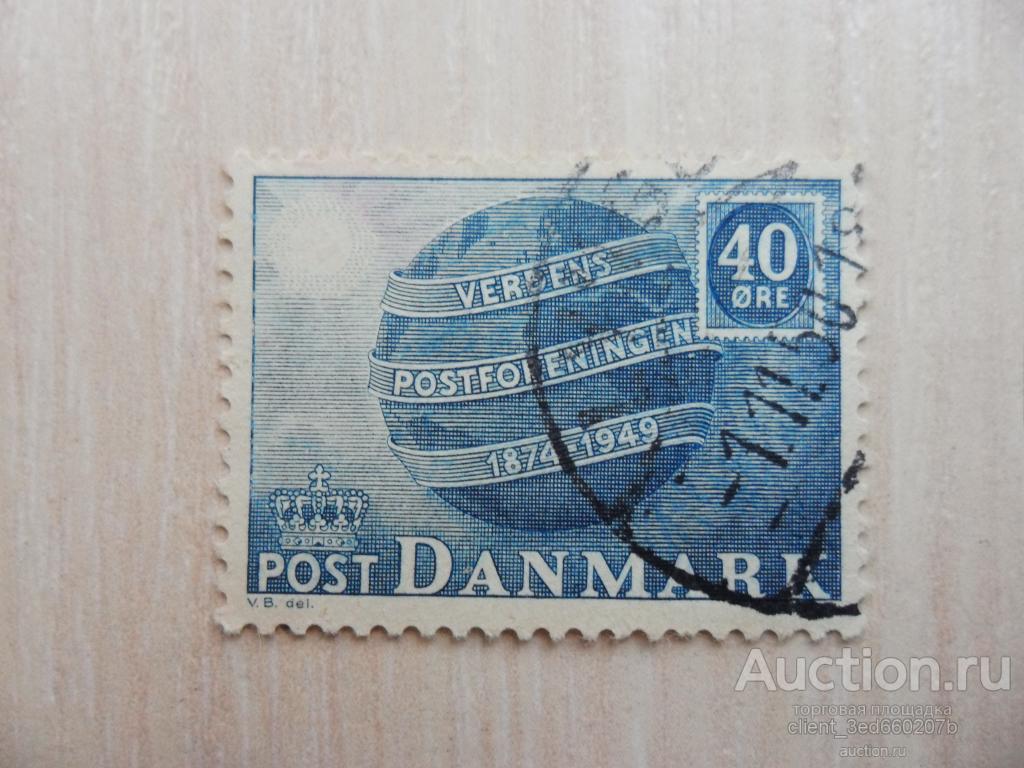 VERDENS
POSTFORENINGEN
1874-1949
40
ØRE
POST DANMARK
V. B. del.
Auction.ru
торговая площадка
client_3ed660207b
auction.ru